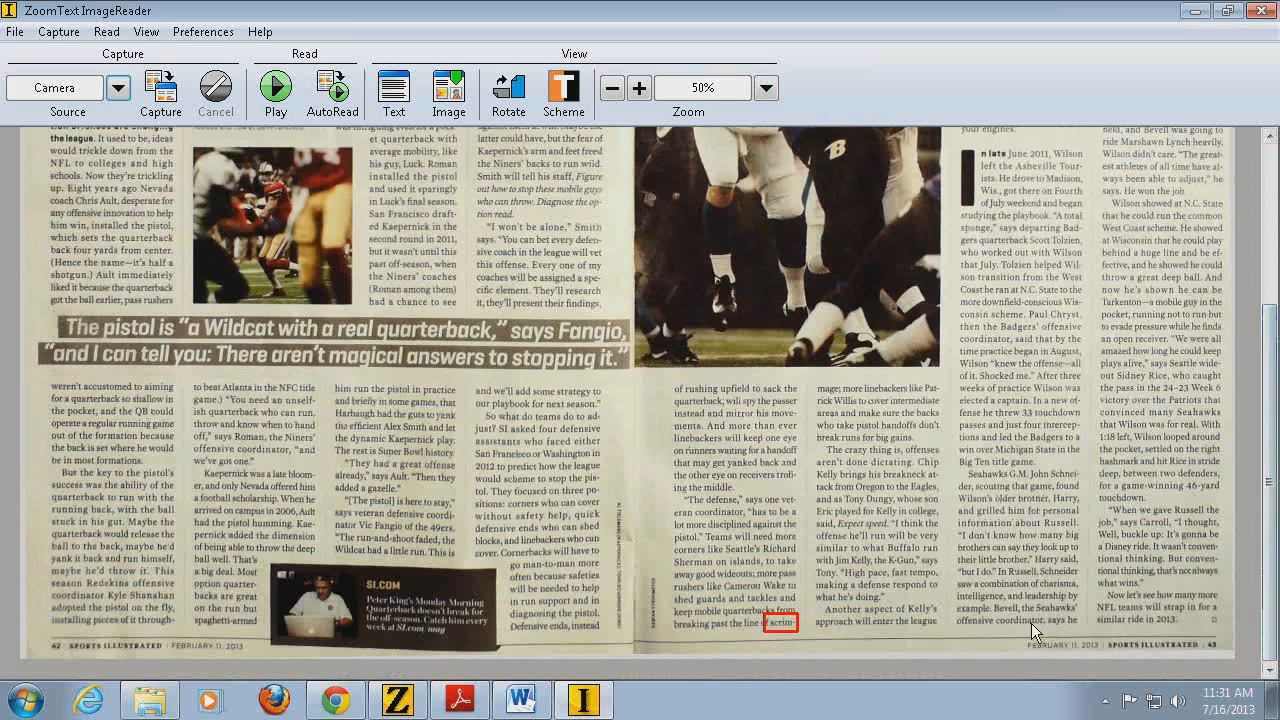 ZoomText ImageReader
File Capture Read View Preferences Help
Capture Read View
Camera
Source Capture Cancel Play AutoRead Text Image Rotate Scheme 50% Zoom
the league. It used to be, ideas
would trickle down from the
NFL to colleges and high
schools. Now they're trickling
up. Eight years ago Nevada
coach Chris Ault, desperate for
any offensive innovation to help
him win, installed the pistol,
which sets the quarterback
back four yards from center.
(Hence the name—it's half a
shotgun.) Ault immediately
liked it because the quarterback
got the ball earlier, pass rushers
et quarterback with
average mobility, like
his guy, Luck. Roman
installed the pistol
and used it sparingly
in Luck's final season.
San Francisco draft-
ed Kaepernick in the
second round in 2011,
but it wasn't until this
past off-season, when
the Niners' coaches
(Roman among them)
had a chance to see
latter could have, but the fear of
Kaepernick's arm and feet freed
the Niners' backs to run wild.
Smith will tell his staff, Figure
out how to stop these mobile guys
who can throw. Diagnose the op-
tion read.
"I won't be alone," Smith
says. "You can bet every defen-
sive coach in the league will vet
this offense. Every one of my
coaches will be assigned a spe-
cific element. They'll research
it, they'll present their findings,
The pistol is "a Wildcat with a real quarterback," says Fangio,
"and I can tell you: There aren't magical answers to stopping it."
weren't accustomed to aiming
for a quarterback so shallow in
the pocket, and the QB could
operate a regular running game
out of the formation because
the back is set where he would
be in most formations.
But the key to the pistol's
success was the ability of the
quarterback to run with the
running back, with the ball
stuck in his gut. Maybe the
quarterback would release the
ball to the back, maybe he'd
yank it back and run himself,
maybe he'd throw it. This
season Redskins offensive
coordinator Kyle Shanahan
adopted the pistol on the fly,
installing pieces of it through-
to beat Atlanta in the NFC title
game.) "You need an unself-
ish quarterback who can run,
throw and know when to hand
off," says Roman, the Niners'
offensive coordinator, "and
we've got one."
Kaepernick was a late bloom-
er, and only Nevada offered him
a football scholarship. When he
arrived on campus in 2006, Ault
had the pistol humming. Kae-
pernick added the dimension
of being able to throw the deep
ball well. That's
a big deal. Most
option quarter-
backs are great
on the run but
spaghetti-armed
him run the pistol in practice
and briefly in some games, that
Harbaugh had the guts to yank
the efficient Alex Smith and let
the dynamic Kaepernick play.
The rest is Super Bowl history.
"They had a great offense
already," says Ault. "Then they
added a gazelle."
"[The pistol] is here to stay,"
says veteran defensive coordi-
nator Vic Fangio of the 49ers.
"The run-and-shoot faded, the
Wildcat had a little run. This is
SI.COM
Peter King's Monday Morning
Quarterback doesn't break for
the off-season. Catch him every
week at SI.com/mag
and we'll add some strategy to
our playbook for next season."
So what do teams do to ad-
just? SI asked four defensive
assistants who faced either
San Francisco or Washington in
2012 to predict how the league
would scheme to stop the pis-
tol. They focused on three po-
sitions: corners who can cover
without safety help, quick
defensive ends who can shed
blocks, and linebackers who can
cover. Cornerbacks will have to
go man-to-man more
often because safeties
will be needed to help
in run support and in
diagnosing the pistol.
Defensive ends, instead
42 SPORTS ILLUSTRATED | FEBRUARY 11, 2013
of rushing upfield to sack the
quarterback, will spy the passer
instead and mirror his move-
ments. And more than ever
linebackers will keep one eye
on runners waiting for a handoff
that may get yanked back and
the other eye on receivers trol-
ling the middle.
"The defense," says one vet-
eran coordinator, "has to be a
lot more disciplined against the
pistol." Teams will need more
corners like Seattle's Richard
Sherman on islands, to take
away good wideouts; more pass
rushers like Cameron Wake to
shed guards and tackles and
keep mobile quarterbacks from
breaking past the line of scrim-
mage; more linebackers like Pat-
rick Willis to cover intermediate
areas and make sure the backs
who take pistol handoffs don't
break runs for big gains.
The crazy thing is, offenses
aren't done dictating. Chip
Kelly brings his breakneck at-
tack from Oregon to the Eagles,
and as Tony Dungy, whose son
Eric played for Kelly in college,
said, Expect speed. "I think the
offense he'll run will be very
similar to what Buffalo ran
with Jim Kelly, the K-Gun," says
Tony. "High pace, fast tempo,
making a defense respond to
what he's doing."
Another aspect of Kelly's
approach will enter the league
your engines.
In late June 2011, Wilson
left the Asheville Tour-
ists. He drove to Madison,
Wis., got there on Fourth
of July weekend and began
studying the playbook. "A total
sponge," says departing Bad-
gers quarterback Scott Tolzien,
who worked out with Wilson
that July. Tolzien helped Wil-
son transition from the West
Coast he ran at N.C. State to the
more downfield-conscious Wis-
consin scheme. Paul Chryst,
then the Badgers' offensive
coordinator, said that by the
time practice began in August,
Wilson "knew the offense—all
of it. Shocked me." After three
weeks of practice Wilson was
elected a captain. In a new of-
fense he threw 33 touchdown
passes and just four intercep-
tions and led the Badgers to a
win over Michigan State in the
Big Ten title game.
Seahawks G.M. John Schnei-
der, scouting that game, found
Wilson's older brother, Harry,
and grilled him for personal
information about Russell.
"I don't know how many big
brothers can say they look up to
their little brother," Harry said,
"but I do." In Russell, Schneider
saw a combination of charisma,
intelligence, and leadership by
example. Bevell, the Seahawks'
offensive coordinator, says he
held, and Bevell was going to
ride Marshawn Lynch heavily.
Wilson didn't care. "The great-
est athletes of all time have al-
ways been able to adjust," he
says. He won the job.
Wilson showed at N.C. State
that he could run the common
West Coast scheme. He showed
at Wisconsin that he could play
behind a huge line and be ef-
fective, and he showed he could
throw a great deep ball. And
now he's shown he can be
Tarkenton—a mobile guy in the
pocket, running not to run but
to evade pressure while he finds
an open receiver. "We were all
amazed how long he could keep
plays alive," says Seattle wide-
out Sidney Rice, who caught
the pass in the 24–23 Week 6
victory over the Patriots that
convinced many Seahawks
that Wilson was for real. With
1:18 left, Wilson looped around
the pocket, settled on the right
hashmark and hit Rice in stride
deep, between two defenders,
for a game-winning 46-yard
touchdown.
"When we gave Russell the
job," says Carroll, "I thought,
Well, buckle up: It's gonna be
a Disney ride. It wasn't conven-
tional thinking. But conven-
tional thinking, that's not always
what wins."
Now let's see how many more
NFL teams will strap in for a
similar ride in 2013.
FEBRUARY 11, 2013 | SPORTS ILLUSTRATED | 43
11:31 AM
7/16/2013